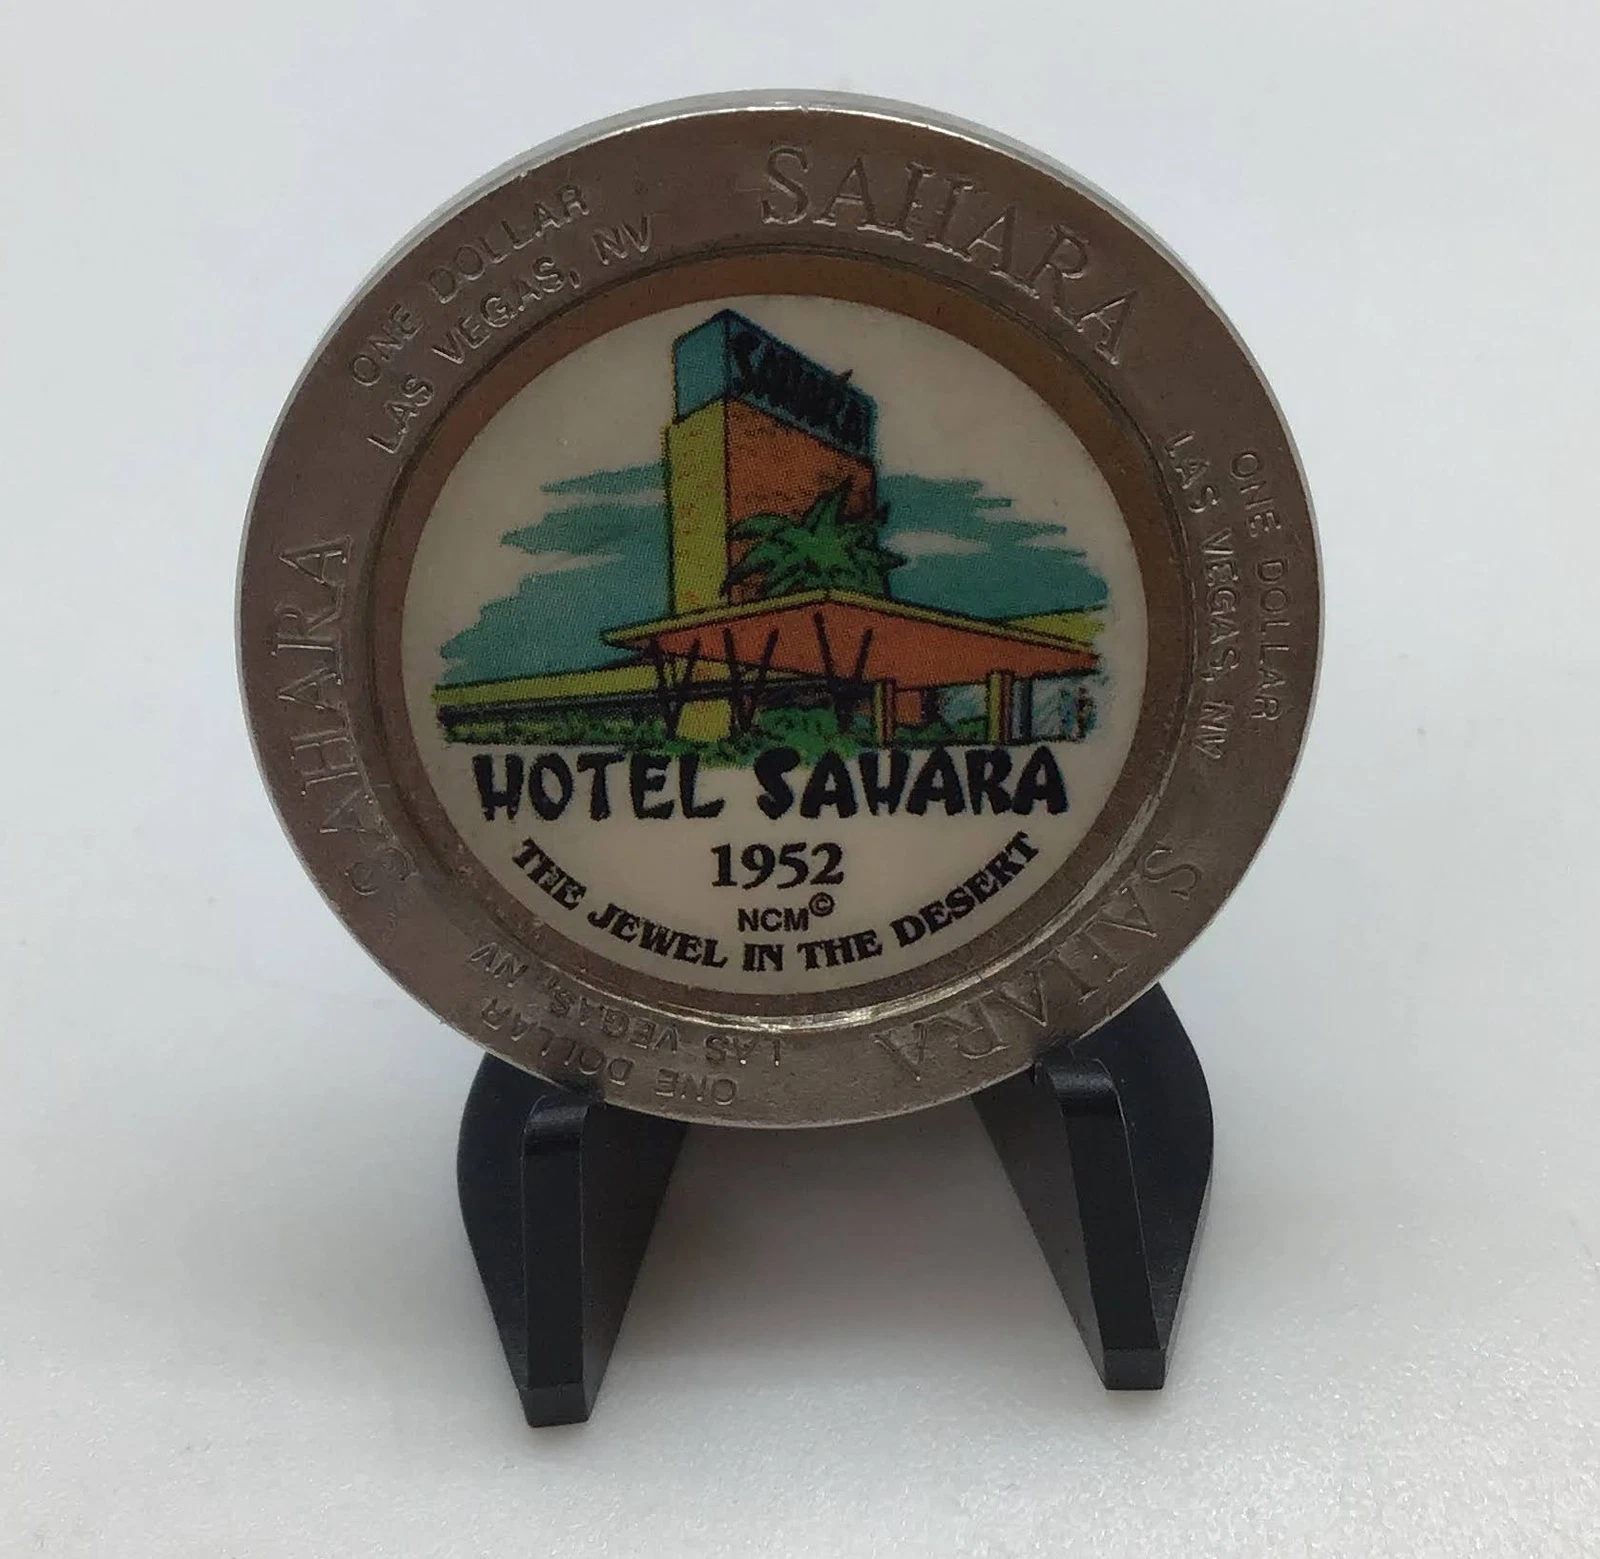 SAHARA
ONE DOLLAR
LAS VEGAS, NV
SAHARA
ONE DOLLAR
LAS VEGAS, NV
SAHARA
ONE DOLLAR
LAS VEGAS, NV
SAHARA
HOTEL SAHARA
1952
NCM©
THE JEWEL IN THE DESERT